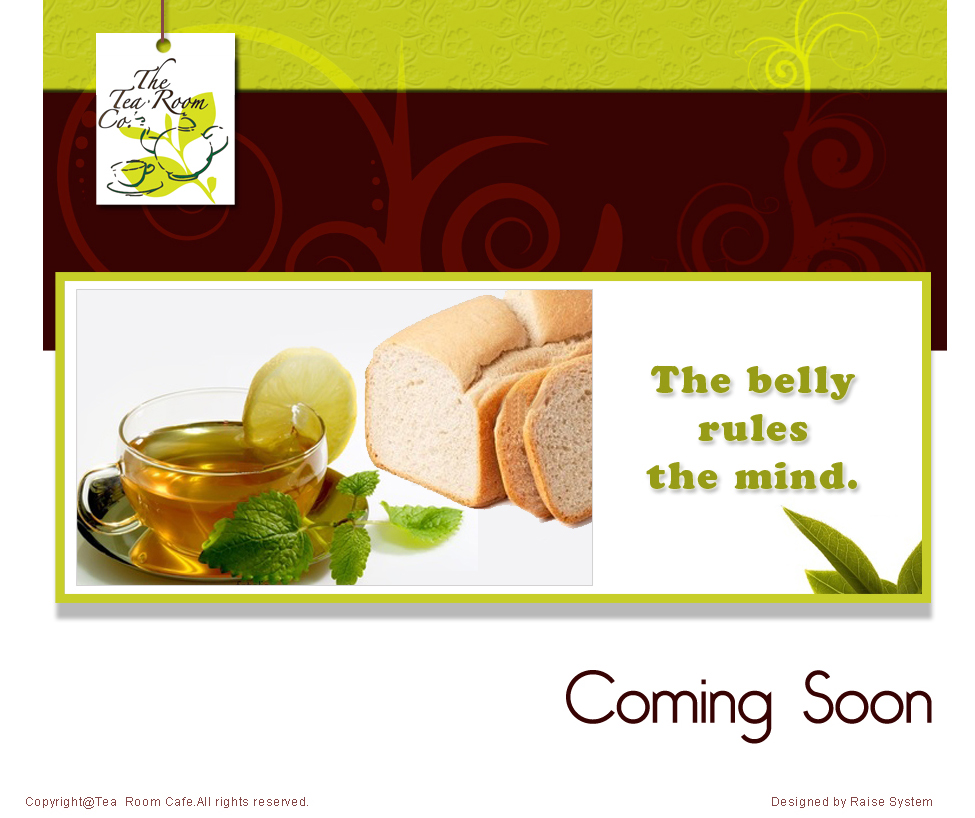 The
Tea·Room
Co.
The belly
rules
the mind.
Coming Soon
Copyright@Tea  Room Cafe.All rights reserved.
Designed by Raise System